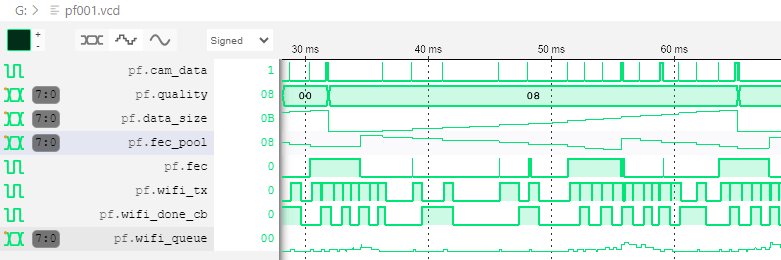 G: > pf001.vcd
+
-
Signed
30 ms 40 ms 50 ms 60 ms
pf.cam_data 1
7:0 pf.quality 08 00 08
7:0 pf.data_size 0B
7:0 pf.fec_pool 08
pf.fec 0
pf.wifi_tx 0
pf.wifi_done_cb 0
7:0 pf.wifi_queue 00